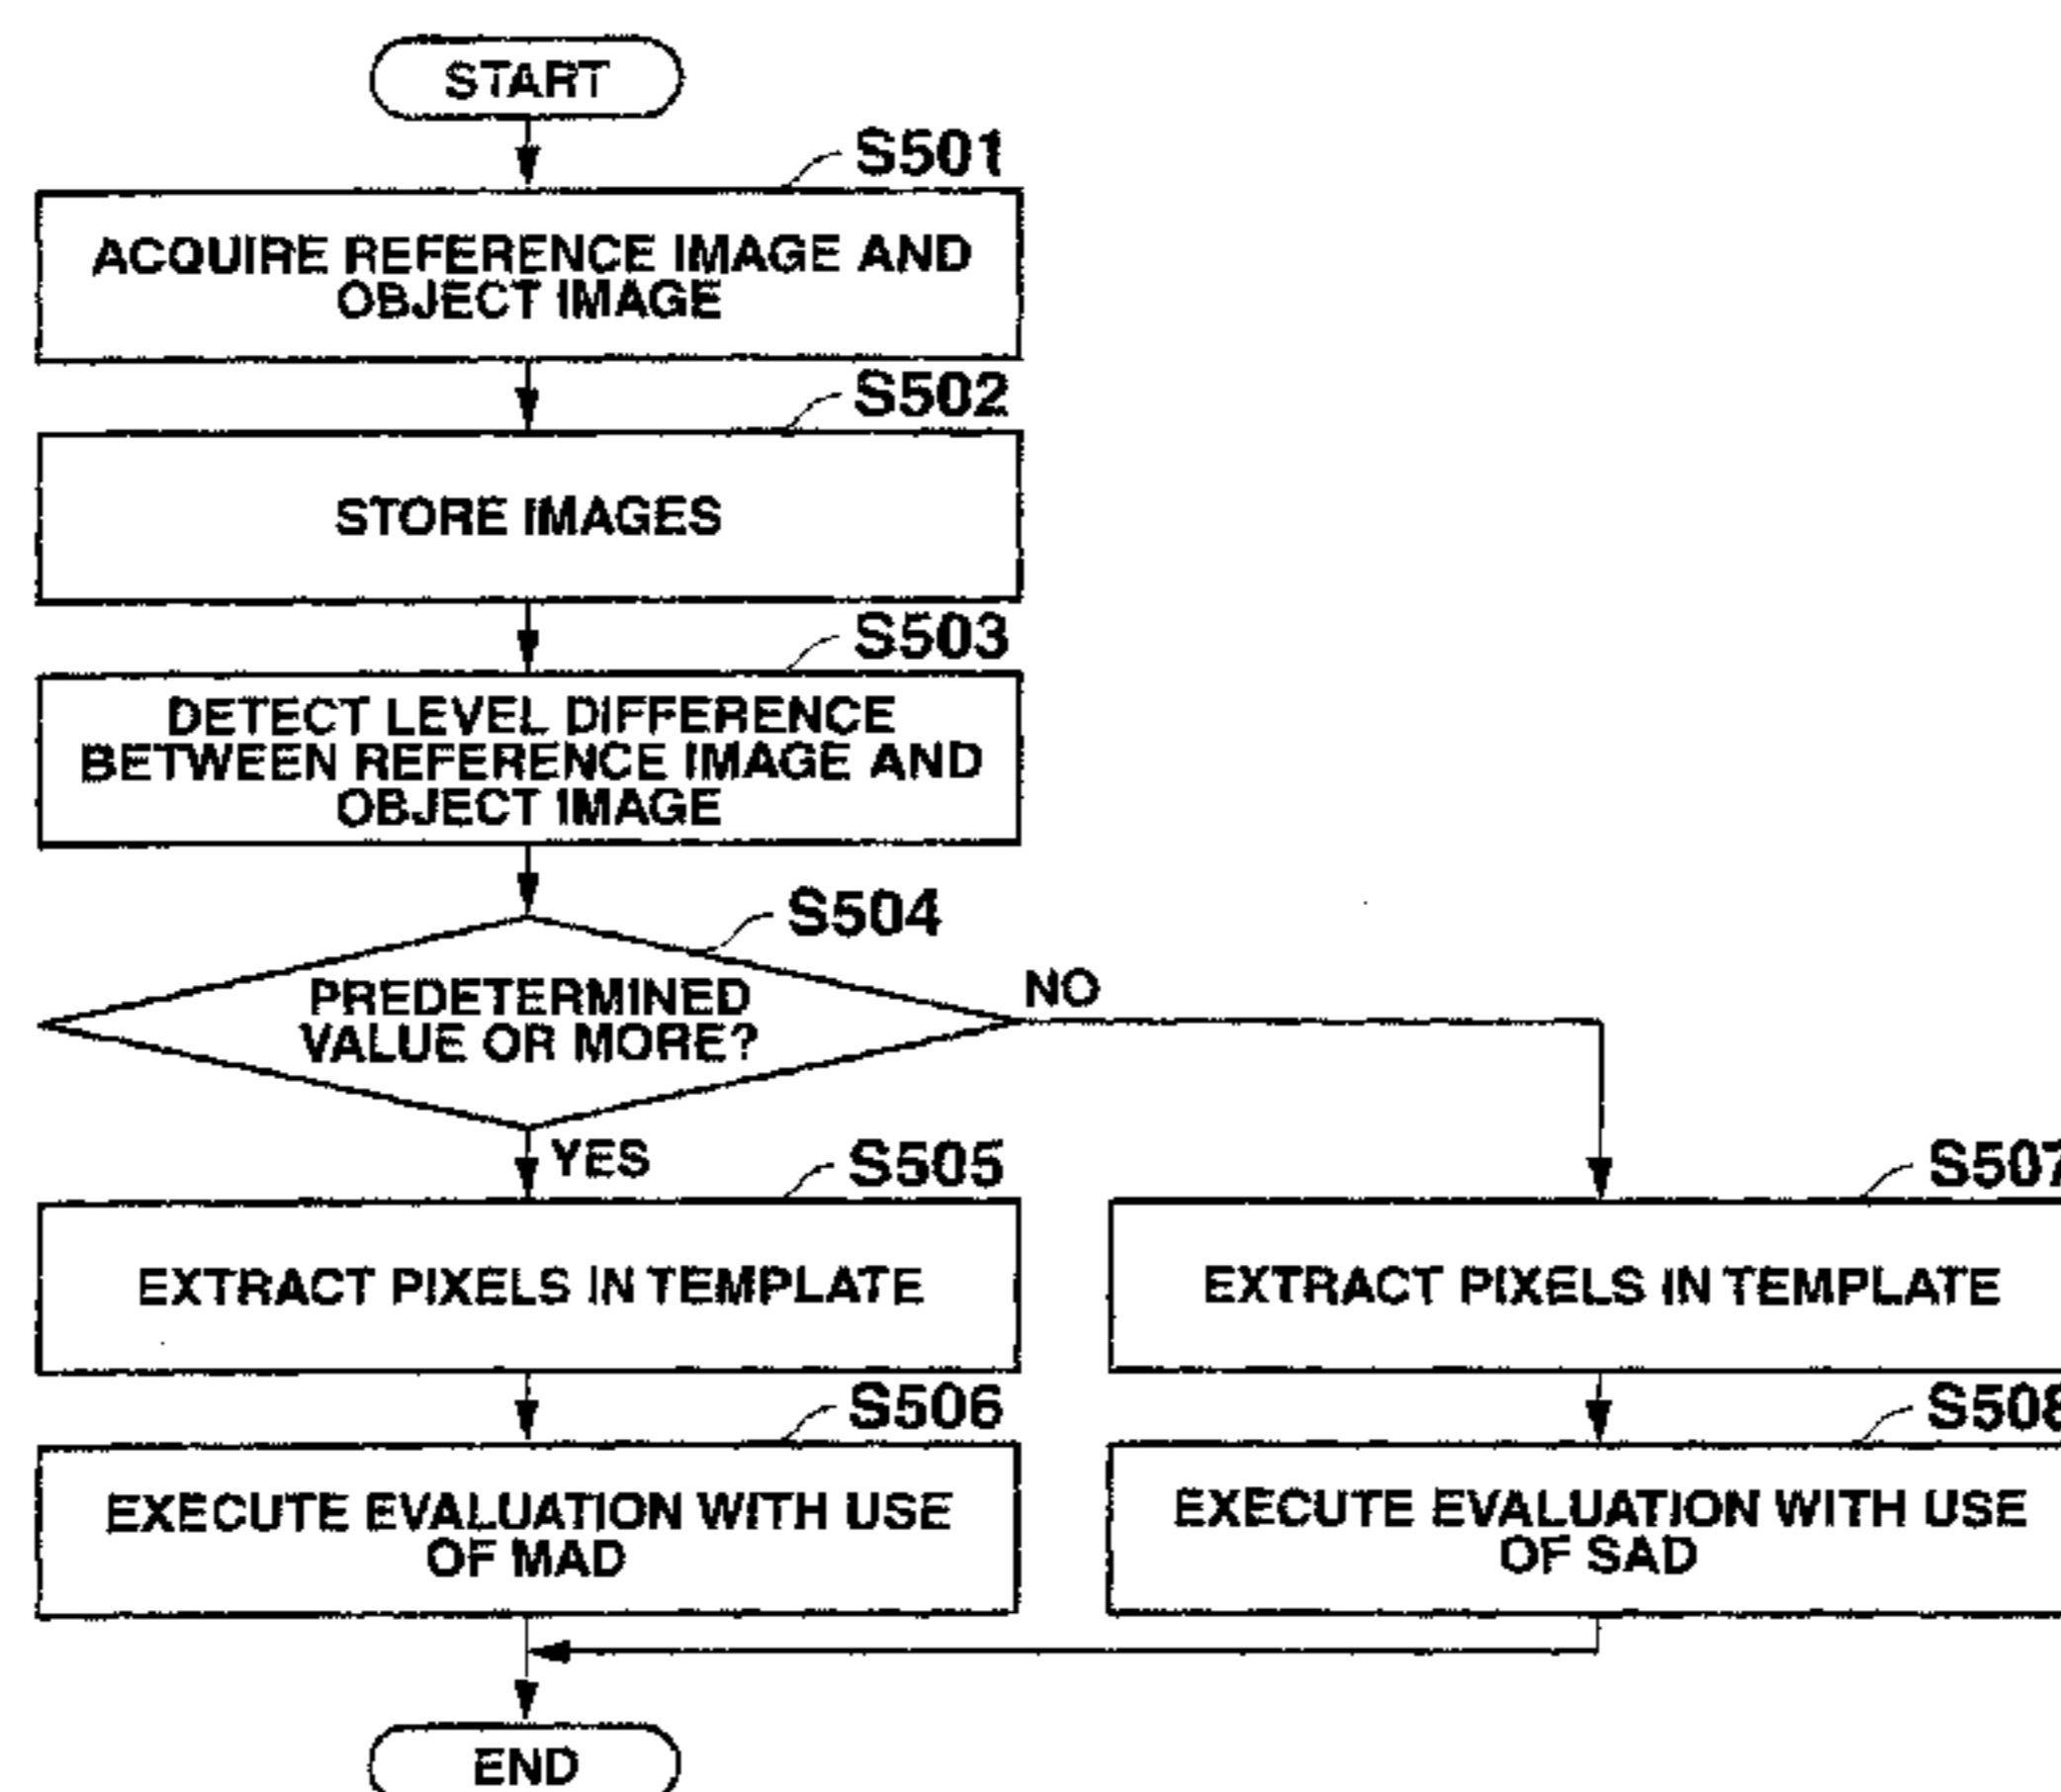 START
S501
ACQUIRE REFERENCE IMAGE AND
OBJECT IMAGE
S502
STORE IMAGES
S503
DETECT LEVEL DIFFERENCE
BETWEEN REFERENCE IMAGE AND
OBJECT IMAGE
S504
PREDETERMINED
VALUE OR MORE?
NO
YES
S505
EXTRACT PIXELS IN TEMPLATE
S507
EXTRACT PIXELS IN TEMPLATE
S506
EXECUTE EVALUATION WITH USE
OF MAD
S508
EXECUTE EVALUATION WITH USE
OF SAD
END